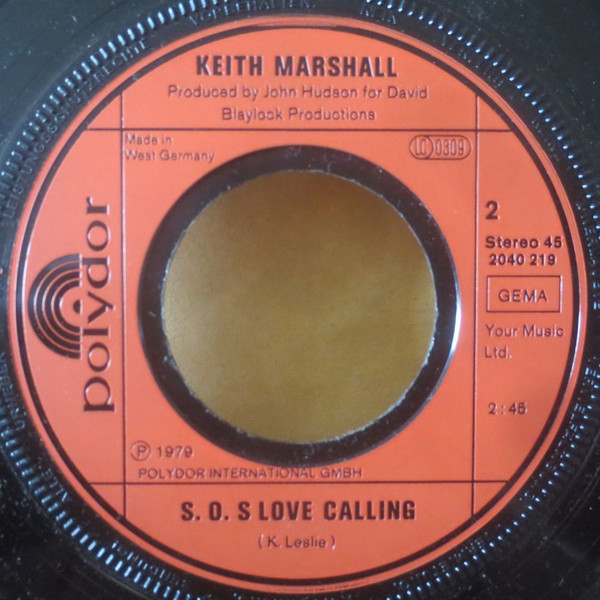 KEITH MARSHALL
Produced by John Hudson for David
Blaylock Productions
Made in
West Germany
LC 0309
polydor
2
Stereo 45
2040 219
GEMA
Your Music
Ltd.
2:45
Ⓟ 1979
POLYDOR INTERNATIONAL GMBH
S. O. S LOVE CALLING
(K. Leslie)